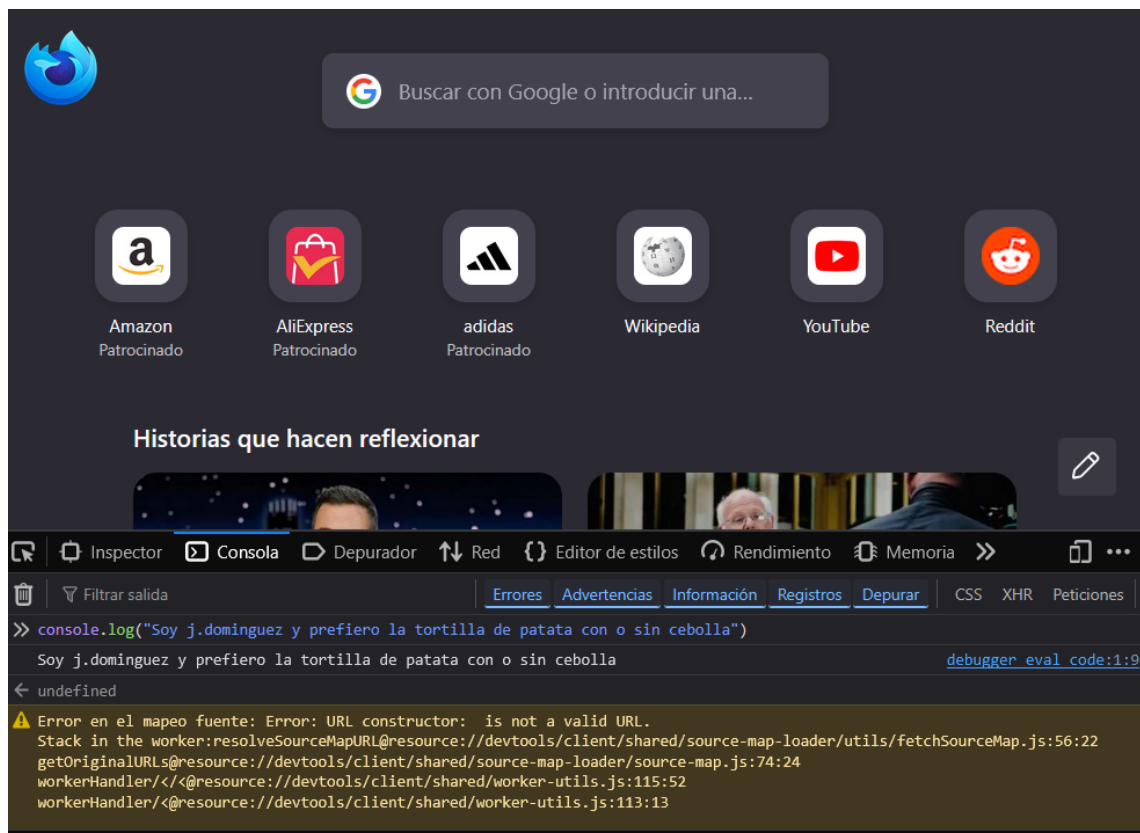 Buscar con Google o introducir una...
a
Amazon
Patrocinado
AliExpress
Patrocinado
adidas
Patrocinado
Wikipedia
YouTube
Reddit
Historias que hacen reflexionar
Inspector Consola Depurador Red Editor de estilos Rendimiento Memoria
Filtrar salida Errores Advertencias Información Registros Depurar CSS XHR Peticiones
>> console.log("Soy j.dominguez y prefiero la tortilla de patata con o sin cebolla")
Soy j.dominguez y prefiero la tortilla de patata con o sin cebolla debugger eval code:1:9
← undefined
Error en el mapeo fuente: Error: URL constructor:  is not a valid URL.
Stack in the worker:resolveSourceMapURL@resource://devtools/client/shared/source-map-loader/utils/fetchSourceMap.js:56:22
getOriginalURLs@resource://devtools/client/shared/source-map-loader/source-map.js:74:24
workerHandler/</<@resource://devtools/client/shared/worker-utils.js:115:52
workerHandler/<@resource://devtools/client/shared/worker-utils.js:113:13